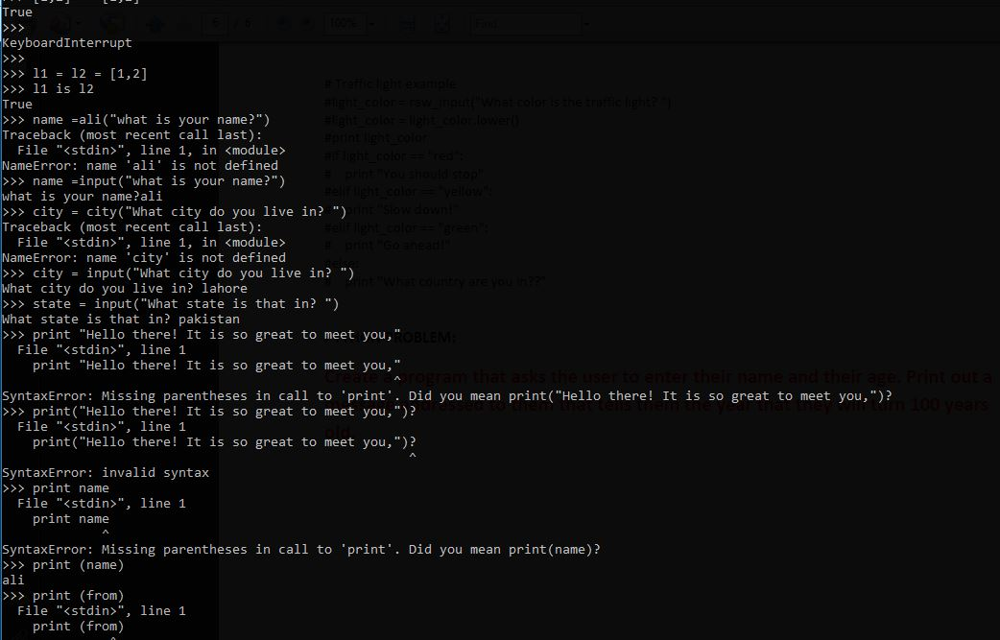 True
>>>
KeyboardInterrupt
>>>
>>> l1 = l2 = [1,2]
>>> l1 is l2
True
>>> name =ali("what is your name?")
Traceback (most recent call last):
  File "<stdin>", line 1, in <module>
NameError: name 'ali' is not defined
>>> name =input("what is your name?")
what is your name?ali
>>> city = city("What city do you live in? ")
Traceback (most recent call last):
  File "<stdin>", line 1, in <module>
NameError: name 'city' is not defined
>>> city = input("What city do you live in? ")
What city do you live in? lahore
>>> state = input("What state is that in? ")
What state is that in? pakistan
>>> print "Hello there! It is so great to meet you,"
  File "<stdin>", line 1
    print "Hello there! It is so great to meet you,"
                                                   ^
SyntaxError: Missing parentheses in call to 'print'. Did you mean print("Hello there! It is so great to meet you,")?
>>> print("Hello there! It is so great to meet you,")?
  File "<stdin>", line 1
    print("Hello there! It is so great to meet you,")?
                                                     ^
SyntaxError: invalid syntax
>>> print name
  File "<stdin>", line 1
    print name
             ^
SyntaxError: Missing parentheses in call to 'print'. Did you mean print(name)?
>>> print (name)
ali
>>> print (from)
  File "<stdin>", line 1
    print (from)
              ^
6 / 6 100% Find
# Traffic light example
#light_color = raw_input("What color is the traffic light? ")
#light_color = light_color.lower()
#print light_color
#if light_color == "red":
#    print "You should stop"
#elif light_color == "yellow":
print "Slow down!"
#elif light_color == "green":
#    print "Go ahead!"
#    print "What country are you in??"
PROBLEM:
Create a program that asks the user to enter their name and their age. Print out a
addressed to them that tells them the year that they will turn 100 years
old.